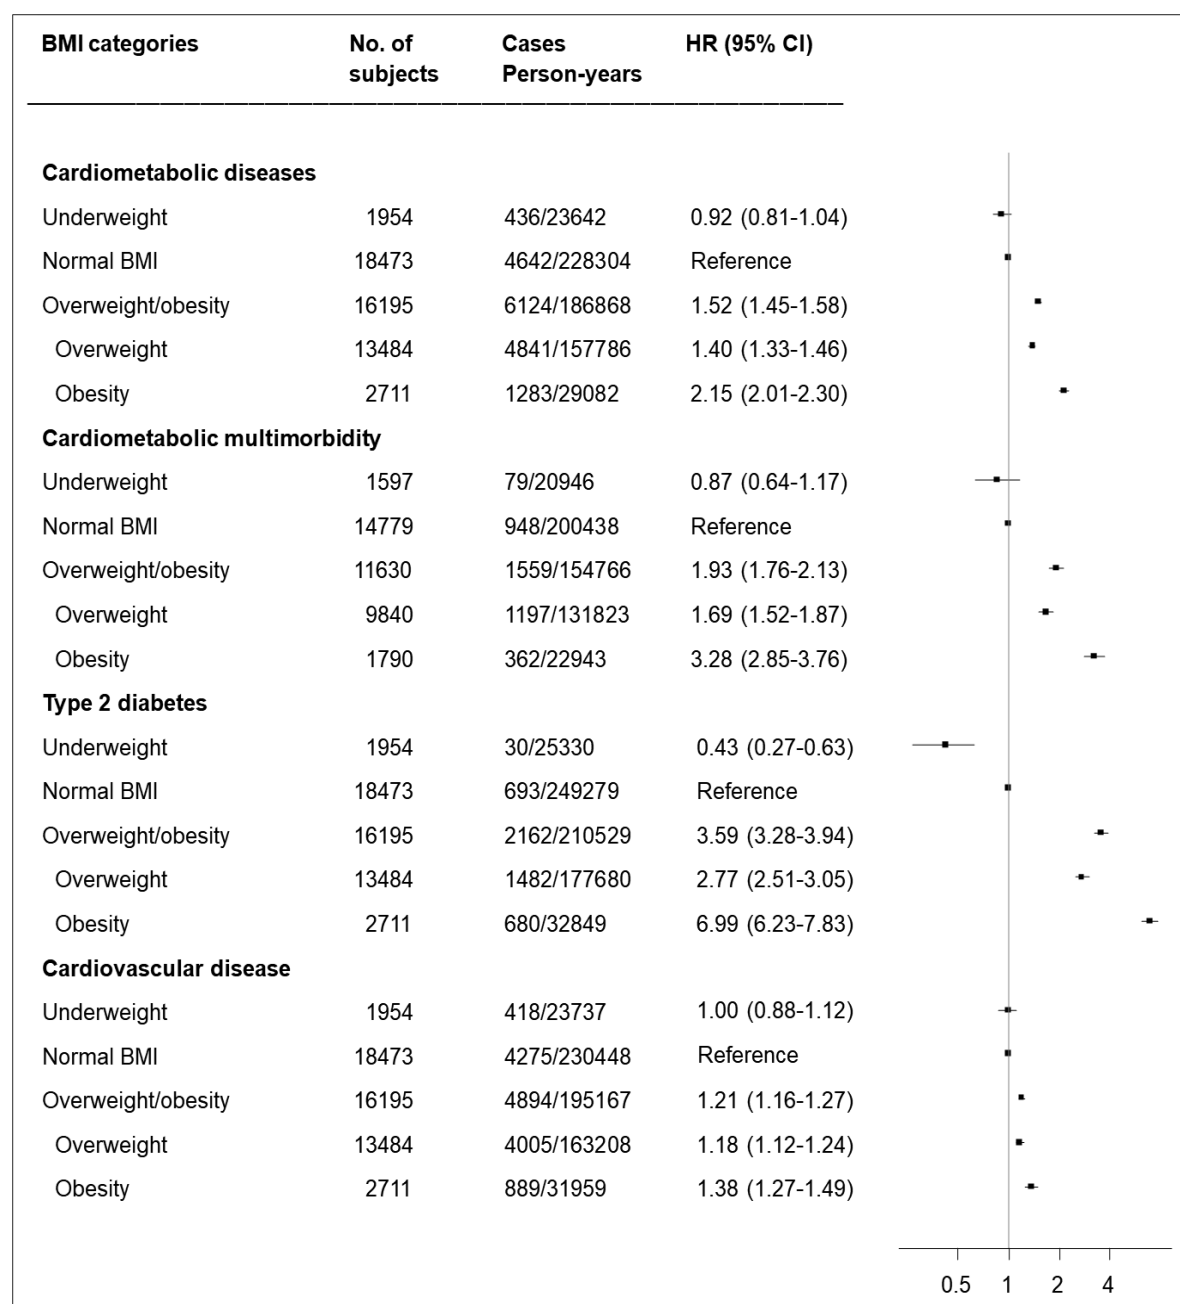 BMI categories No. of subjects Cases Person-years HR (95% CI)
Cardiometabolic diseases
Underweight 1954 436/23642 0.92 (0.81-1.04)
Normal BMI 18473 4642/228304 Reference
Overweight/obesity 16195 6124/186868 1.52 (1.45-1.58)
Overweight 13484 4841/157786 1.40 (1.33-1.46)
Obesity 2711 1283/29082 2.15 (2.01-2.30)
Cardiometabolic multimorbidity
Underweight 1597 79/20946 0.87 (0.64-1.17)
Normal BMI 14779 948/200438 Reference
Overweight/obesity 11630 1559/154766 1.93 (1.76-2.13)
Overweight 9840 1197/131823 1.69 (1.52-1.87)
Obesity 1790 362/22943 3.28 (2.85-3.76)
Type 2 diabetes
Underweight 1954 30/25330 0.43 (0.27-0.63)
Normal BMI 18473 693/249279 Reference
Overweight/obesity 16195 2162/210529 3.59 (3.28-3.94)
Overweight 13484 1482/177680 2.77 (2.51-3.05)
Obesity 2711 680/32849 6.99 (6.23-7.83)
Cardiovascular disease
Underweight 1954 418/23737 1.00 (0.88-1.12)
Normal BMI 18473 4275/230448 Reference
Overweight/obesity 16195 4894/195167 1.21 (1.16-1.27)
Overweight 13484 4005/163208 1.18 (1.12-1.24)
Obesity 2711 889/31959 1.38 (1.27-1.49)
0.5 1 2 4